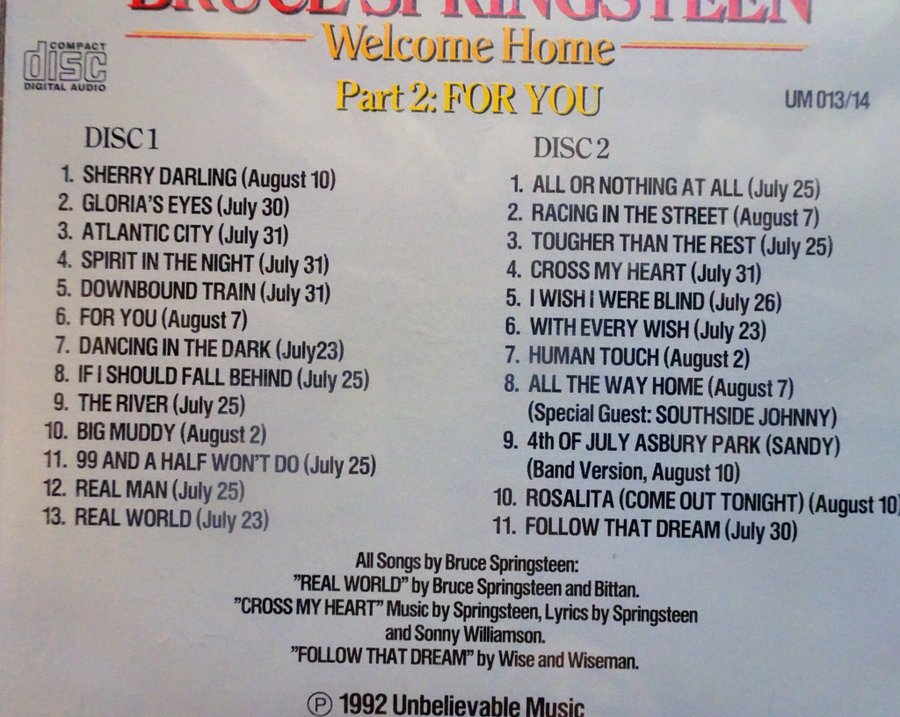 BRUCE SPRINGSTEEN
Welcome Home
Part 2: FOR YOU
COMPACT
disc
DIGITAL AUDIO
UM 013/14
DISC 1
1. SHERRY DARLING (August 10)
2. GLORIA'S EYES (July 30)
3. ATLANTIC CITY (July 31)
4. SPIRIT IN THE NIGHT (July 31)
5. DOWNBOUND TRAIN (July 31)
6. FOR YOU (August 7)
7. DANCING IN THE DARK (July23)
8. IF I SHOULD FALL BEHIND (July 25)
9. THE RIVER (July 25)
10. BIG MUDDY (August 2)
11. 99 AND A HALF WON'T DO (July 25)
12. REAL MAN (July 25)
13. REAL WORLD (July 23)
DISC 2
1. ALL OR NOTHING AT ALL (July 25)
2. RACING IN THE STREET (August 7)
3. TOUGHER THAN THE REST (July 25)
4. CROSS MY HEART (July 31)
5. I WISH I WERE BLIND (July 26)
6. WITH EVERY WISH (July 23)
7. HUMAN TOUCH (August 2)
8. ALL THE WAY HOME (August 7)
(Special Guest: SOUTHSIDE JOHNNY)
9. 4th OF JULY ASBURY PARK (SANDY)
(Band Version, August 10)
10. ROSALITA (COME OUT TONIGHT) (August 10)
11. FOLLOW THAT DREAM (July 30)
All Songs by Bruce Springsteen:
"REAL WORLD" by Bruce Springsteen and Bittan.
"CROSS MY HEART" Music by Springsteen, Lyrics by Springsteen
and Sonny Williamson.
"FOLLOW THAT DREAM" by Wise and Wiseman.
℗ 1992 Unbelievable Music